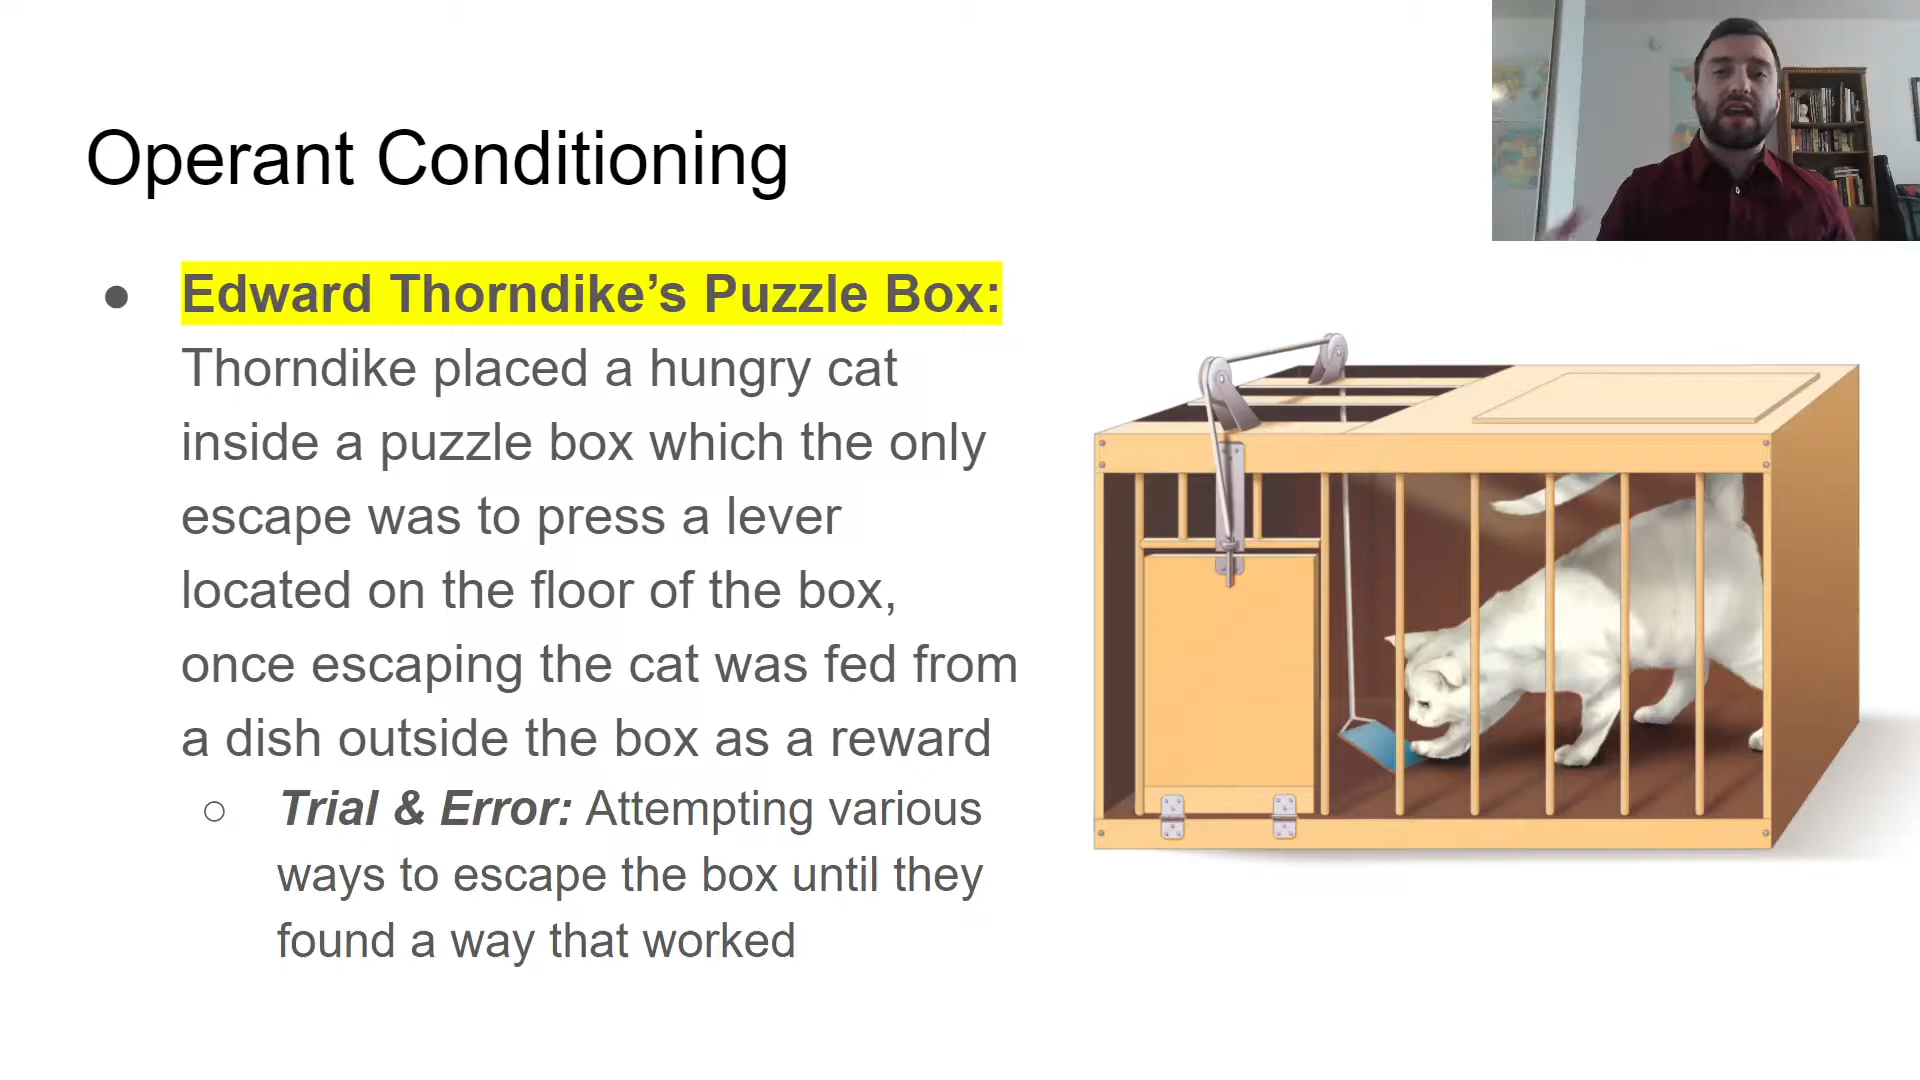 Operant Conditioning
● Edward Thorndike’s Puzzle Box:
Thorndike placed a hungry cat
inside a puzzle box which the only
escape was to press a lever
located on the floor of the box,
once escaping the cat was fed from
a dish outside the box as a reward
○ Trial & Error: Attempting various
ways to escape the box until they
found a way that worked